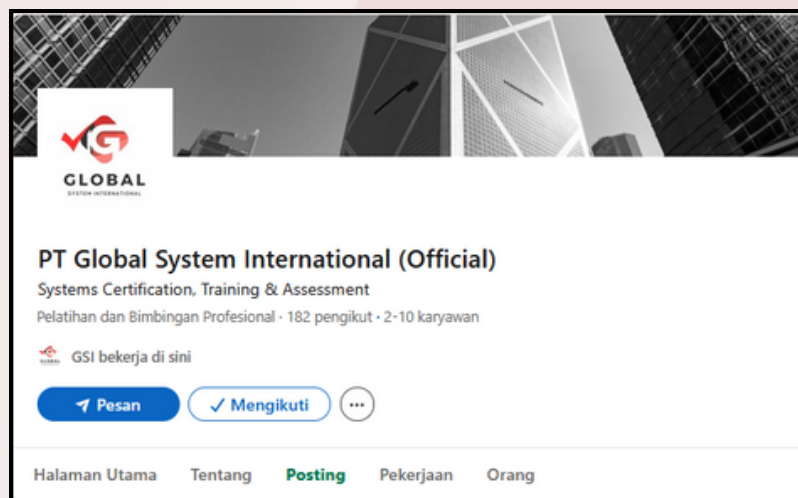 GLOBAL
SYSTEM INTERNATIONAL
PT Global System International (Official)
Systems Certification, Training & Assessment
Pelatihan dan Bimbingan Profesional · 182 pengikut · 2-10 karyawan
GLOBAL
GSI bekerja di sini
Pesan
Mengikuti
Halaman Utama Tentang Posting Pekerjaan Orang